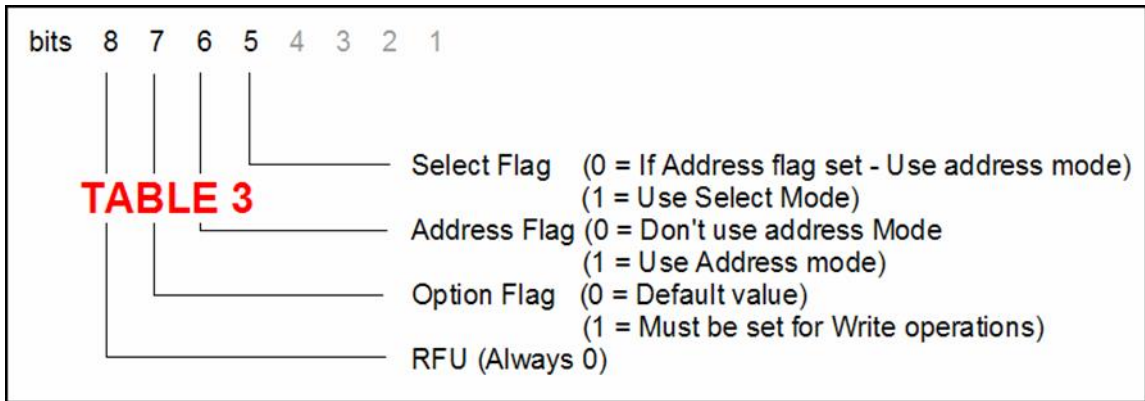 bits 8 7 6 5 4 3 2 1
Select Flag (0 = If Address flag set - Use address mode)
TABLE 3
(1 = Use Select Mode)
Address Flag (0 = Don't use address Mode
(1 = Use Address mode)
Option Flag (0 = Default value)
(1 = Must be set for Write operations)
RFU (Always 0)